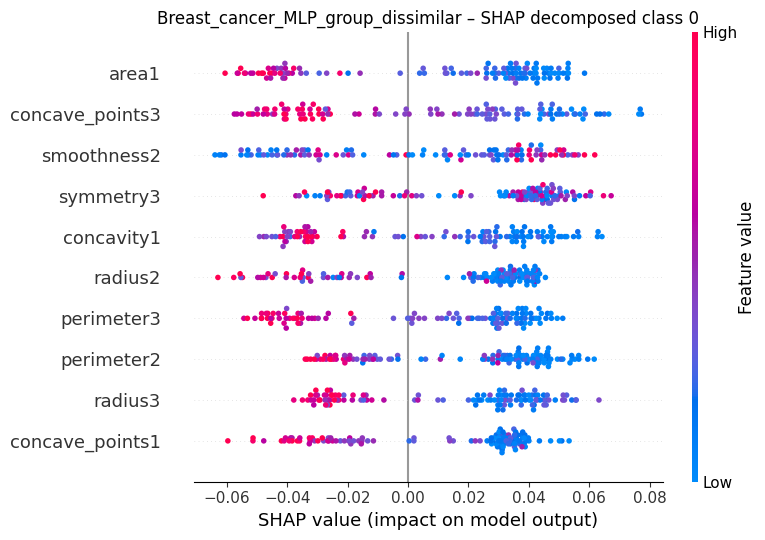 Breast_cancer_MLP_group_dissimilar – SHAP decomposed class 0
High
area1
concave_points3
smoothness2
symmetry3
concavity1
radius2
perimeter3
perimeter2
radius3
concave_points1
Feature value
Low
−0.06 −0.04 −0.02 0.00 0.02 0.04 0.06 0.08
SHAP value (impact on model output)